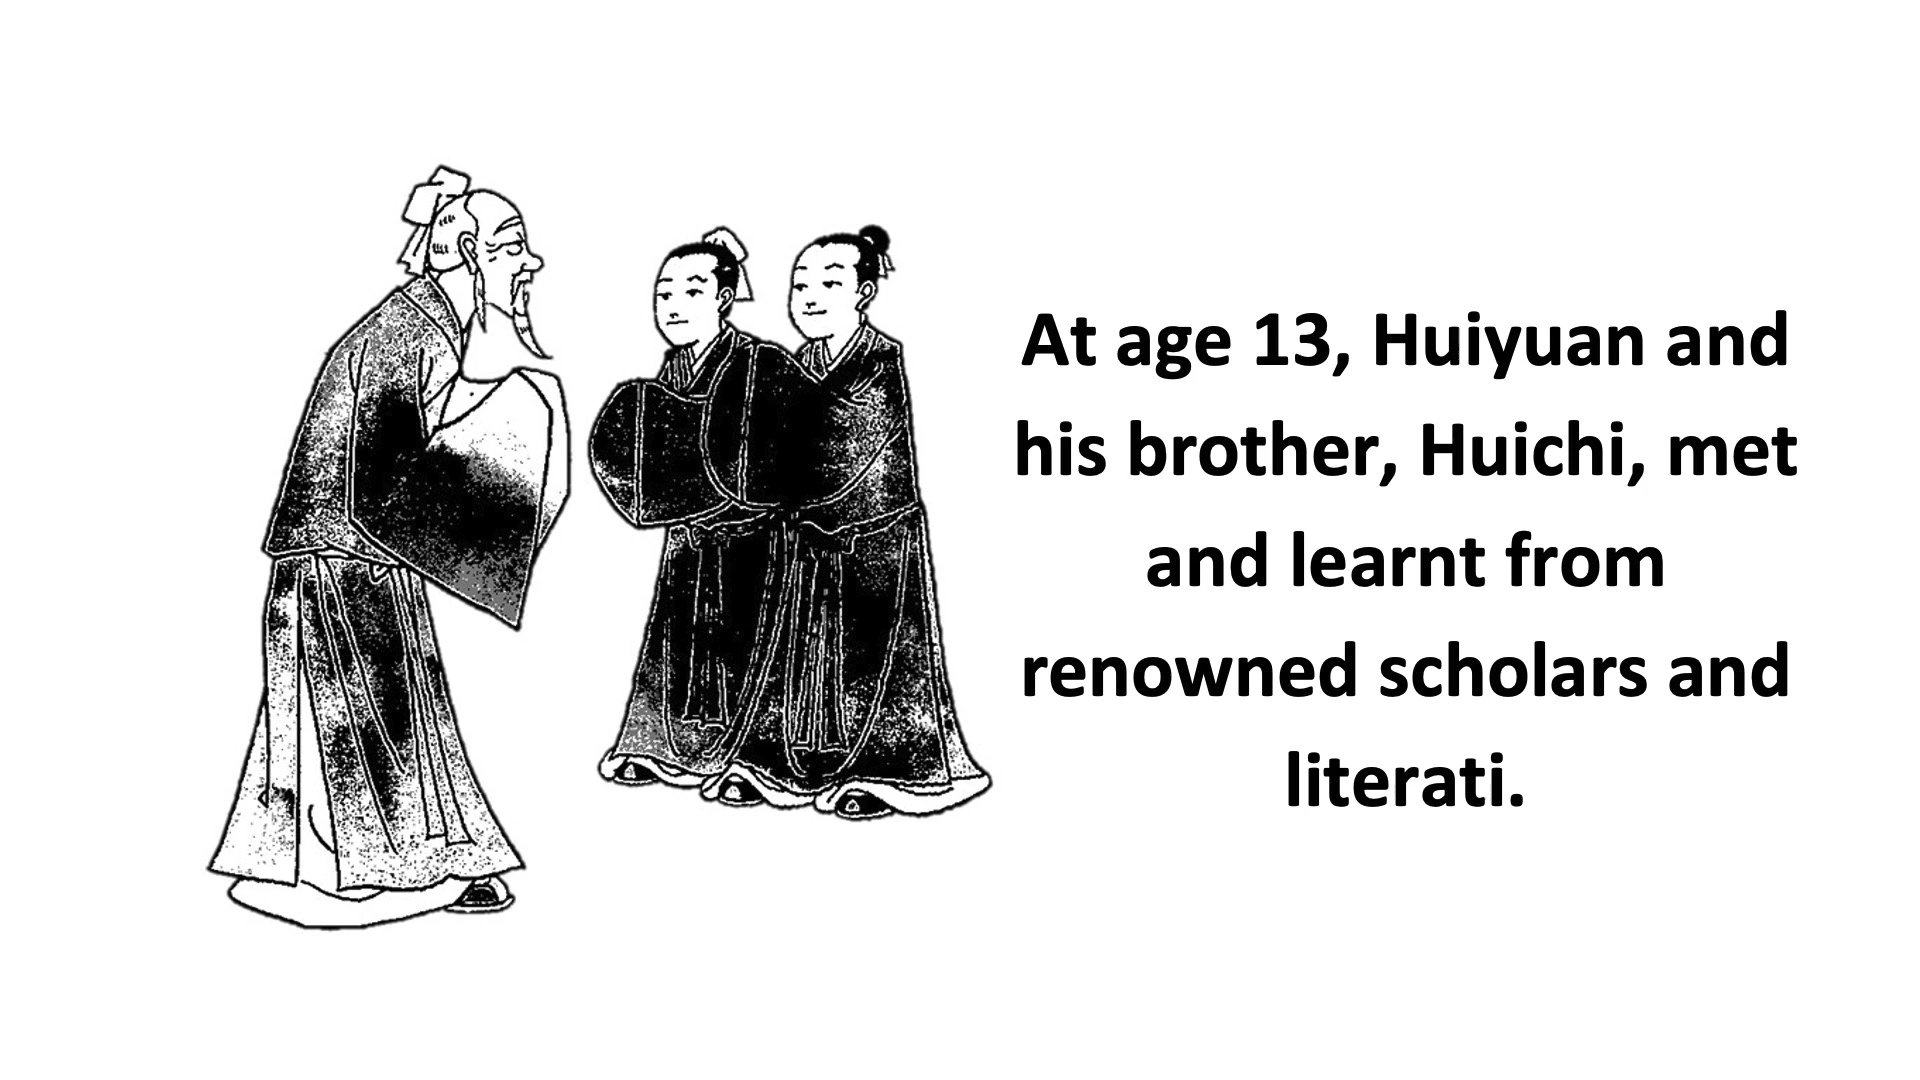 At age 13, Huiyuan and
his brother, Huichi, met
and learnt from
renowned scholars and
literati.